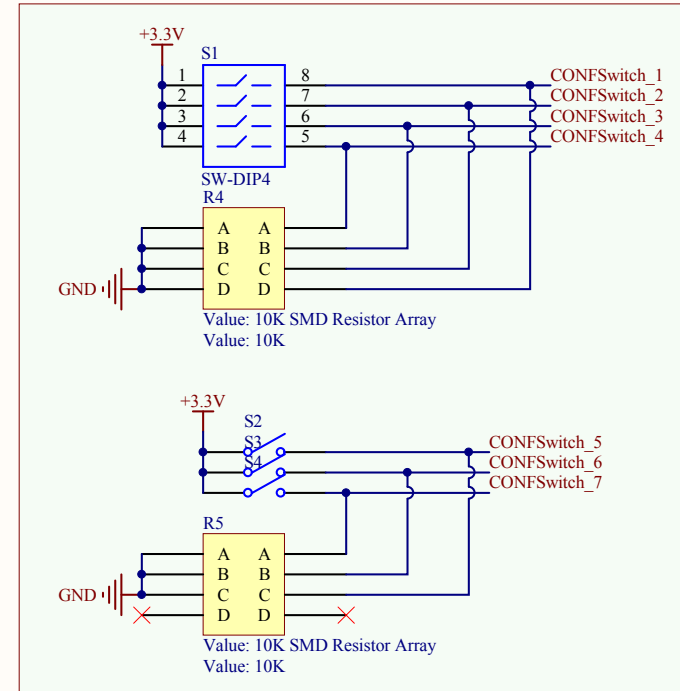 +3.3V
S1
1 8 CONFSwitch_1
2 7 CONFSwitch_2
3 6 CONFSwitch_3
4 5 CONFSwitch_4
SW-DIP4
R4
A A
B B
C C
GND D D
Value: 10K SMD Resistor Array
Value: 10K
+3.3V
S2
S3 CONFSwitch_5
S4 CONFSwitch_6
CONFSwitch_7
R5
A A
B B
GND C C
D D
Value: 10K SMD Resistor Array
Value: 10K